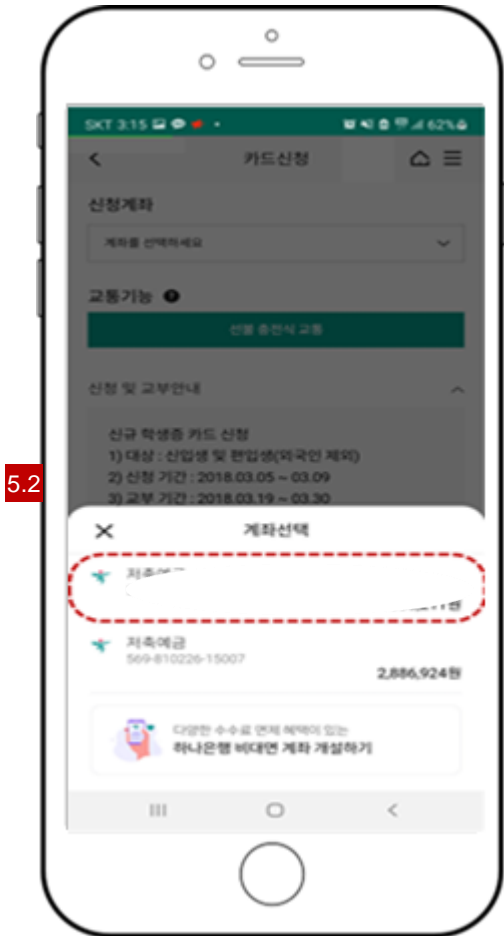 SKT 3:15
62%
카드신청
신청계좌
계좌를 선택하세요
교통기능 ?
선불 충전식 교통
신청 및 교부안내
신규 학생증 카드 신청
1) 대상 : 신입생 및 편입생(외국인 제외)
2) 신청 기간 : 2018.03.05 ~ 03.09
3) 교부 기간 : 2018.03.19 ~ 03.30
5.2
계좌선택
원
저축예금
569-810226-15007
2,886,924원
다양한 수수료 면제 혜택이 있는
하나은행 비대면 계좌 개설하기